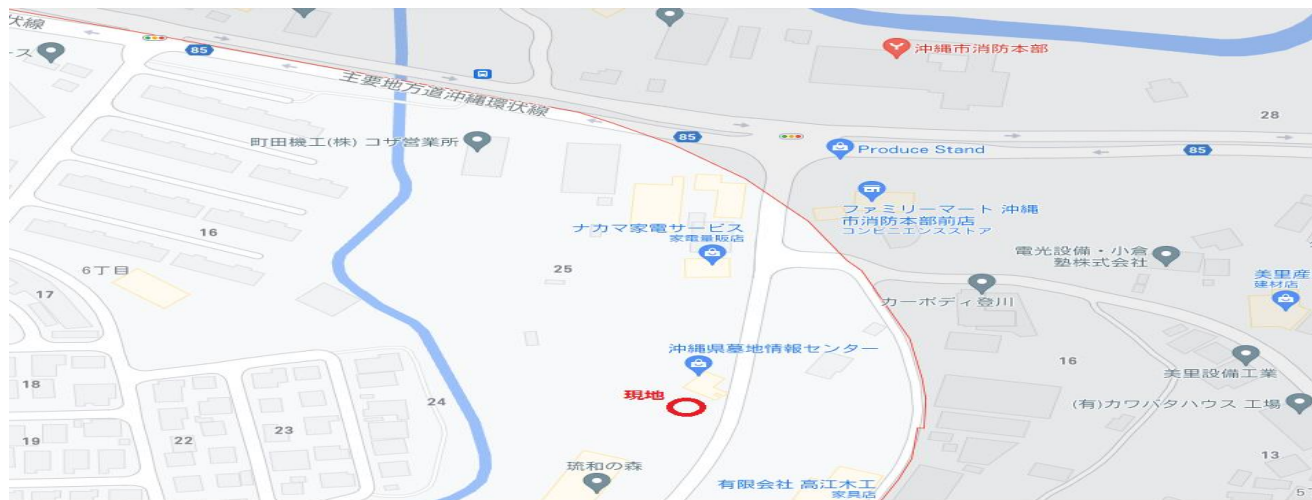 状線
85
ース
主要地方道沖縄環状線
沖縄市消防本部
28
85
85
Produce Stand
町田機工(株) コザ営業所
ファミリーマート 沖縄
市消防本部前店
コンビニエンスストア
ナカマ家電サービス
家電量販店
16
6丁目
25
電光設備・小倉
塾株式会社
美里産
建材店
17
カーボディ登川
沖縄県墓地情報センター
16
美里設備工業
18
現地
24
(有)カワバタハウス 工場
23
22
19
13
琉和の森
有限会社 高江木工
家具店
5